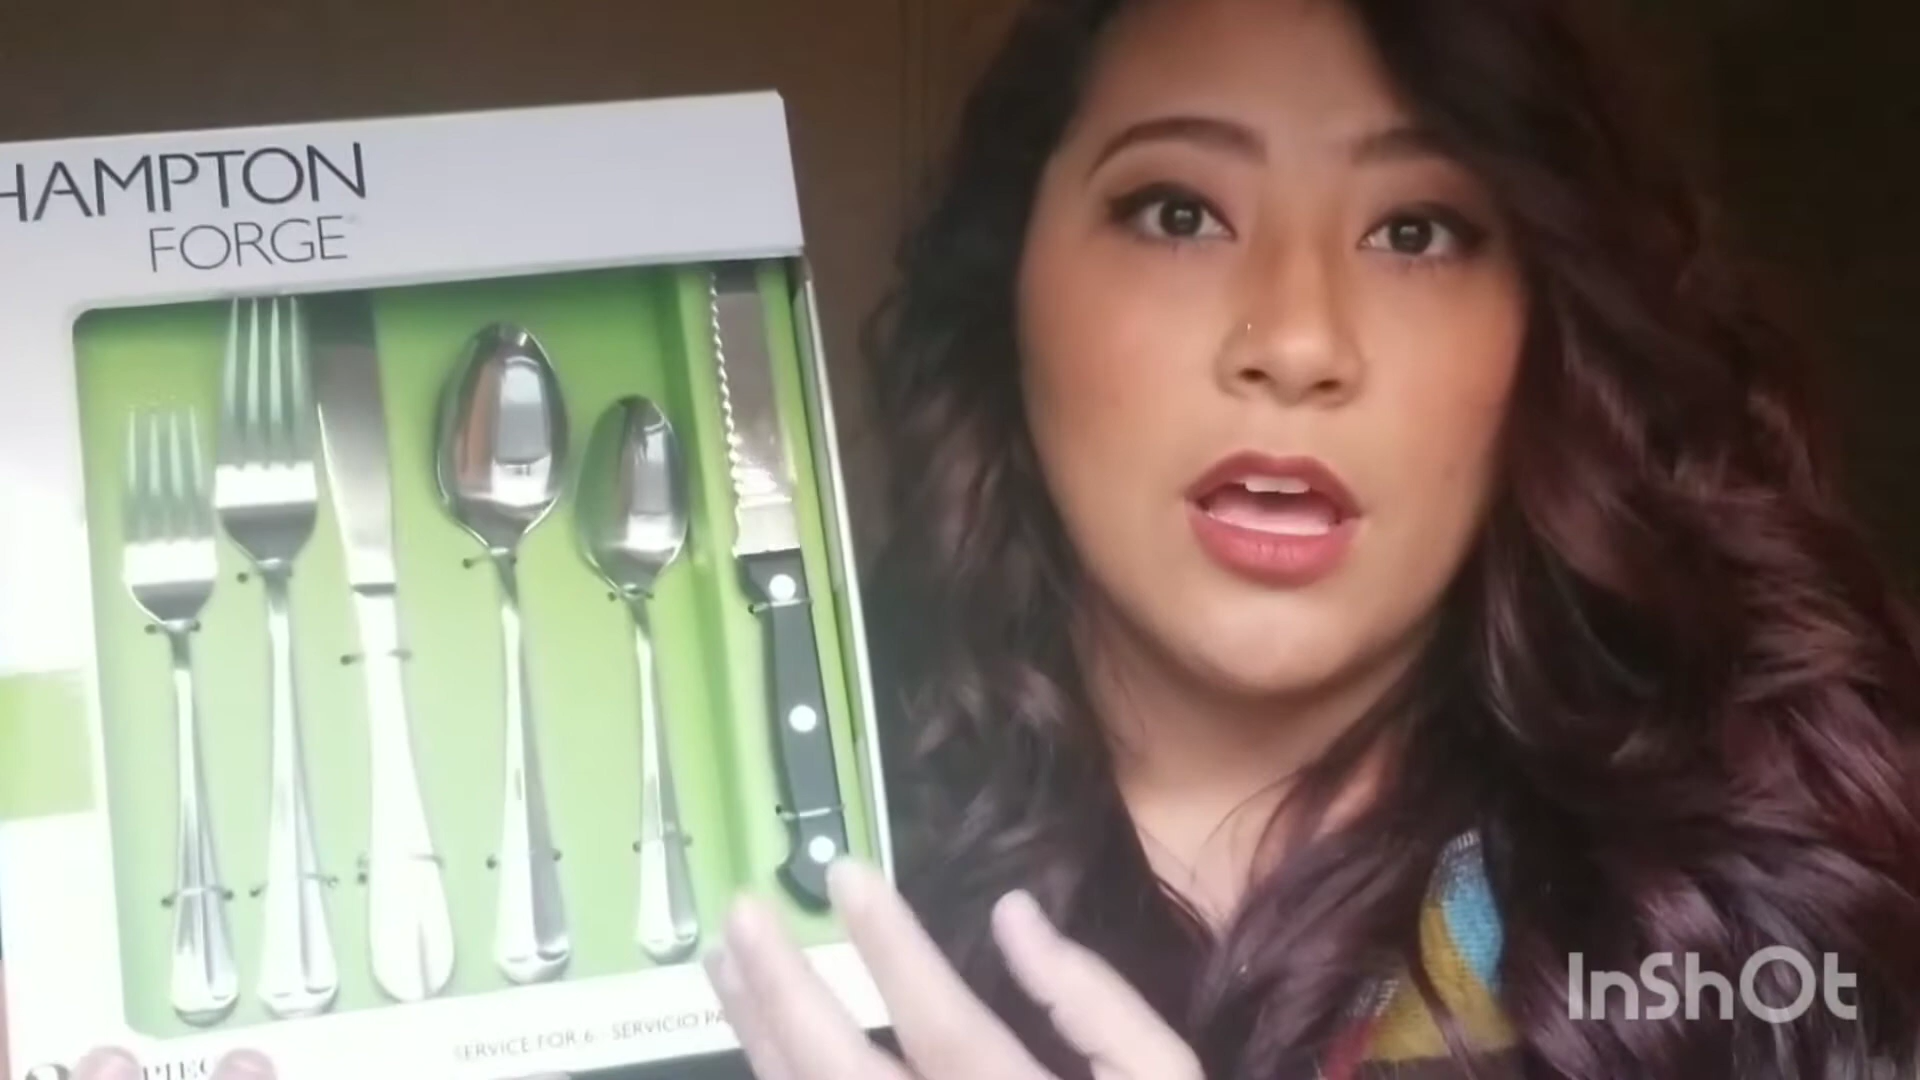 HAMPTON
FORGE
SERVICE FOR 6 - SERVICIO PA
InShOt